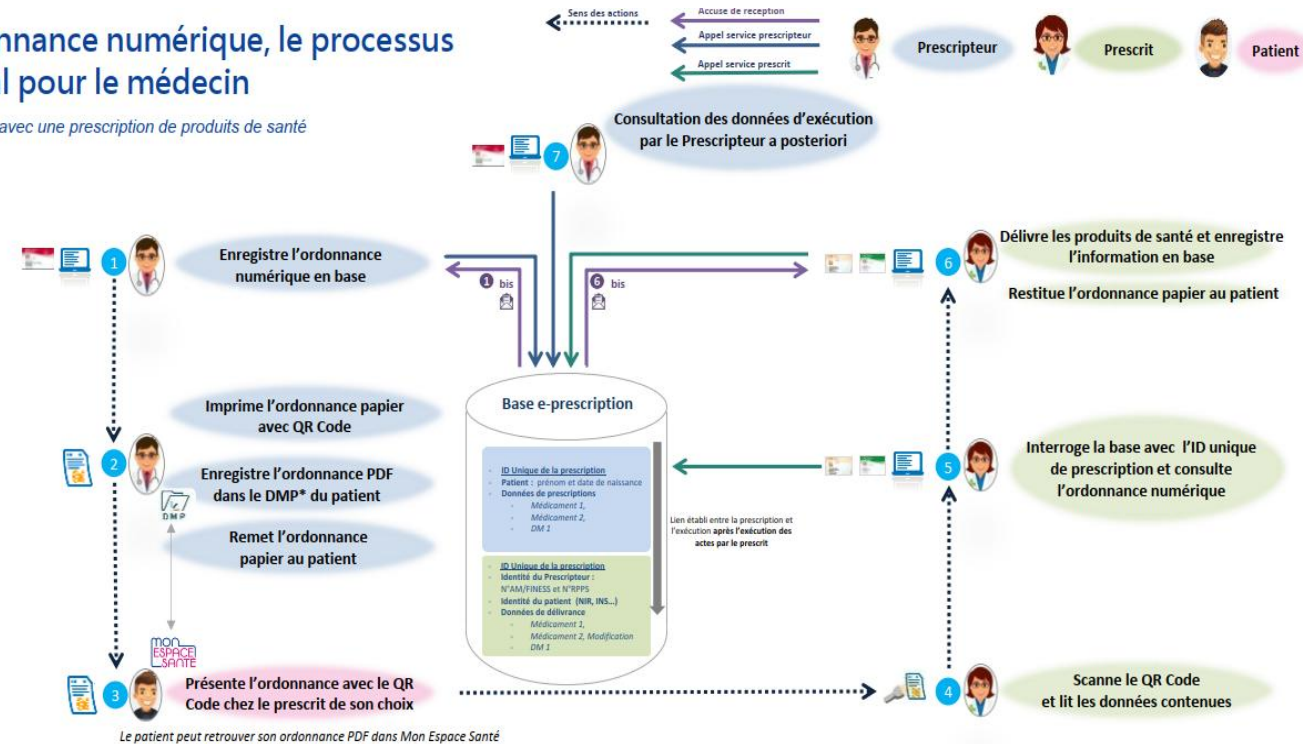 nnance numérique, le processus
l pour le médecin
avec une prescription de produits de santé
Sens des actions
Accuse de reception
Appel service prescripteur
Appel service prescrit
Prescripteur
Prescrit
Patient
7
Consultation des données d'exécution
par le Prescripteur a posteriori
1
Enregistre l'ordonnance
numérique en base
1 bis
6 bis
6
Délivre les produits de santé et enregistre
l'information en base
Restitue l'ordonnance papier au patient
Base e-prescription
- ID Unique de la prescription
- Patient : prénom et date de naissance
- Données de prescriptions
- Médicament 1,
- Médicament 2,
- DM 1
- ID Unique de la prescription
- Identité du Prescripteur :
N°AM/FINESS et N°RPPS
- Identité du patient (NIR, INS...)
- Données de délivrance
- Médicament 1,
- Médicament 2, Modification
- DM 1
Lien établi entre la prescription et
l'exécution après l'exécution des
actes par le prescrit
2
Imprime l'ordonnance papier
avec QR Code
Enregistre l'ordonnance PDF
dans le DMP* du patient
DMP
Remet l'ordonnance
papier au patient
5
Interroge la base avec l'ID unique
de prescription et consulte
l'ordonnance numérique
MON
ESPACE
SANTÉ
3
Présente l'ordonnance avec le QR
Code chez le prescrit de son choix
4
Scanne le QR Code
et lit les données contenues
Le patient peut retrouver son ordonnance PDF dans Mon Espace Santé